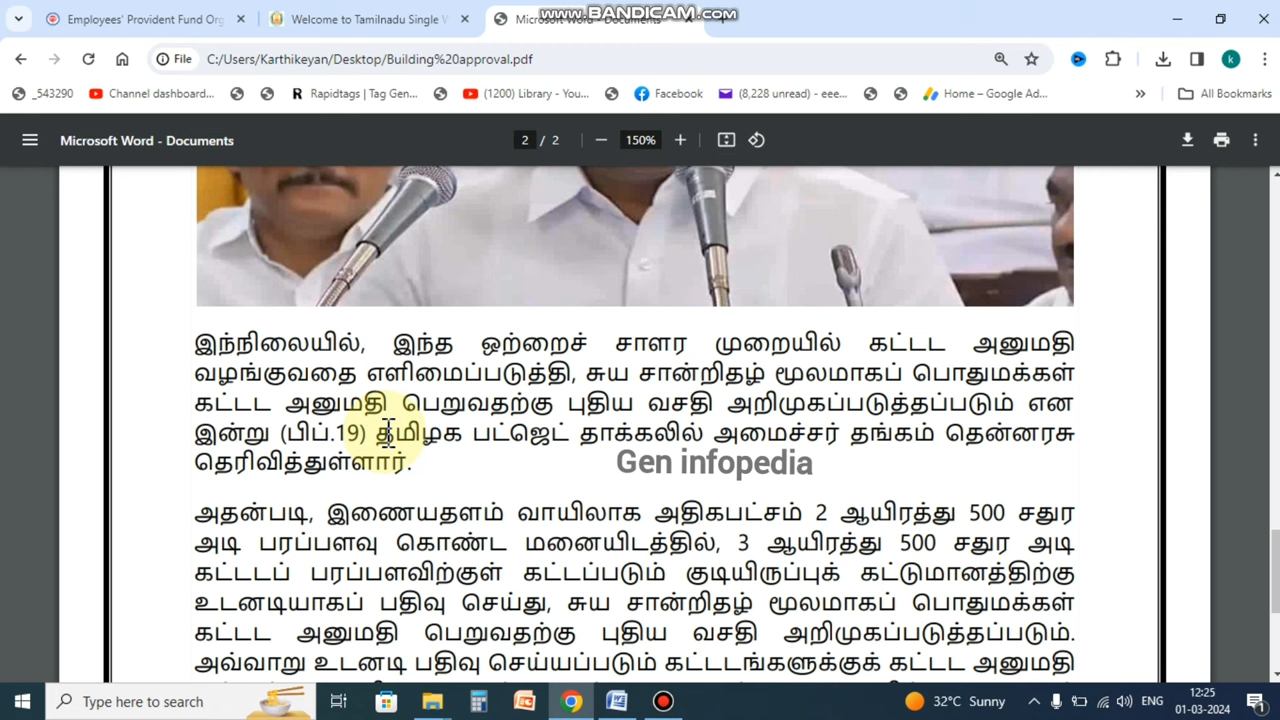 Employees' Provident Fund Org
Welcome to Tamilnadu Single W
Microsoft Word - Documents
www.BANDICAM.com
File
C:/Users/Karthikeyan/Desktop/Building%20approval.pdf
k
_543290
Channel dashboard...
Rapidtags | Tag Gen...
(1200) Library - You...
Facebook
(8,228 unread) - eee...
Home – Google Ad...
All Bookmarks
Microsoft Word - Documents
2 / 2
150%
இந்நிலையில், இந்த ஒற்றைச் சாளர முறையில் கட்டட அனுமதி
வழங்குவதை எளிமைப்படுத்தி, சுய சான்றிதழ் மூலமாகப் பொதுமக்கள்
கட்டட அனுமதி பெறுவதற்கு புதிய வசதி அறிமுகப்படுத்தப்படும் என
இன்று (பிப்.19) தமிழக பட்ஜெட் தாக்கலில் அமைச்சர் தங்கம் தென்னரசு
தெரிவித்துள்ளார்.
Gen infopedia
அதன்படி, இணையதளம் வாயிலாக அதிகபட்சம் 2 ஆயிரத்து 500 சதுர
அடி பரப்பளவு கொண்ட மனையிடத்தில், 3 ஆயிரத்து 500 சதுர அடி
கட்டடப் பரப்பளவிற்குள் கட்டப்படும் குடியிருப்புக் கட்டுமானத்திற்கு
உடனடியாகப் பதிவு செய்து, சுய சான்றிதழ் மூலமாகப் பொதுமக்கள்
கட்டட அனுமதி பெறுவதற்கு புதிய வசதி அறிமுகப்படுத்தப்படும்.
அவ்வாறு உடனடி பதிவு செய்யப்படும் கட்டடங்களுக்குக் கட்டட அனுமதி
Type here to search
32°C Sunny
ENG
12:25
01-03-2024
1